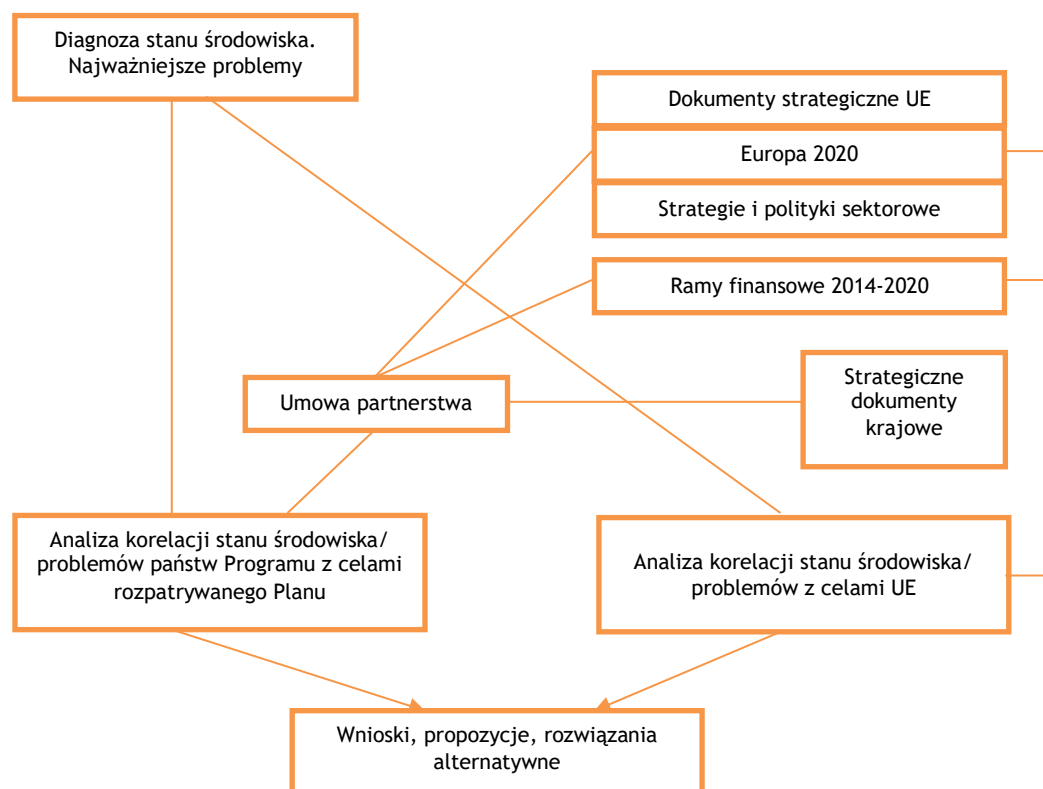 Diagnoza stanu środowiska.
Najważniejsze problemy
Dokumenty strategiczne UE
Europa 2020
Strategie i polityki sektorowe
Ramy finansowe 2014-2020
Umowa partnerstwa
Strategiczne
dokumenty
krajowe
Analiza korelacji stanu środowiska/
problemów państw Programu z celami
rozpatrywanego Planu
Analiza korelacji stanu środowiska/
problemów z celami UE
Wnioski, propozycje, rozwiązania
alternatywne